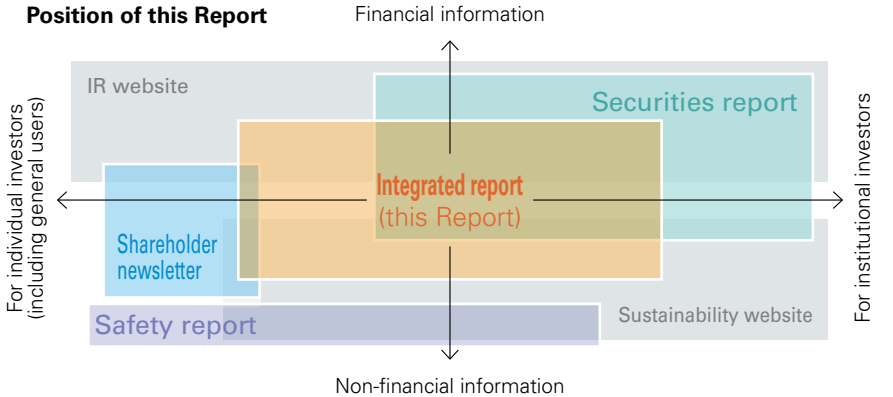 Position of this Report
Financial information
IR website
Securities report
For individual investors
(including general users)
Integrated report
(this Report)
For institutional investors
Shareholder
newsletter
Safety report
Sustainability website
Non-financial information